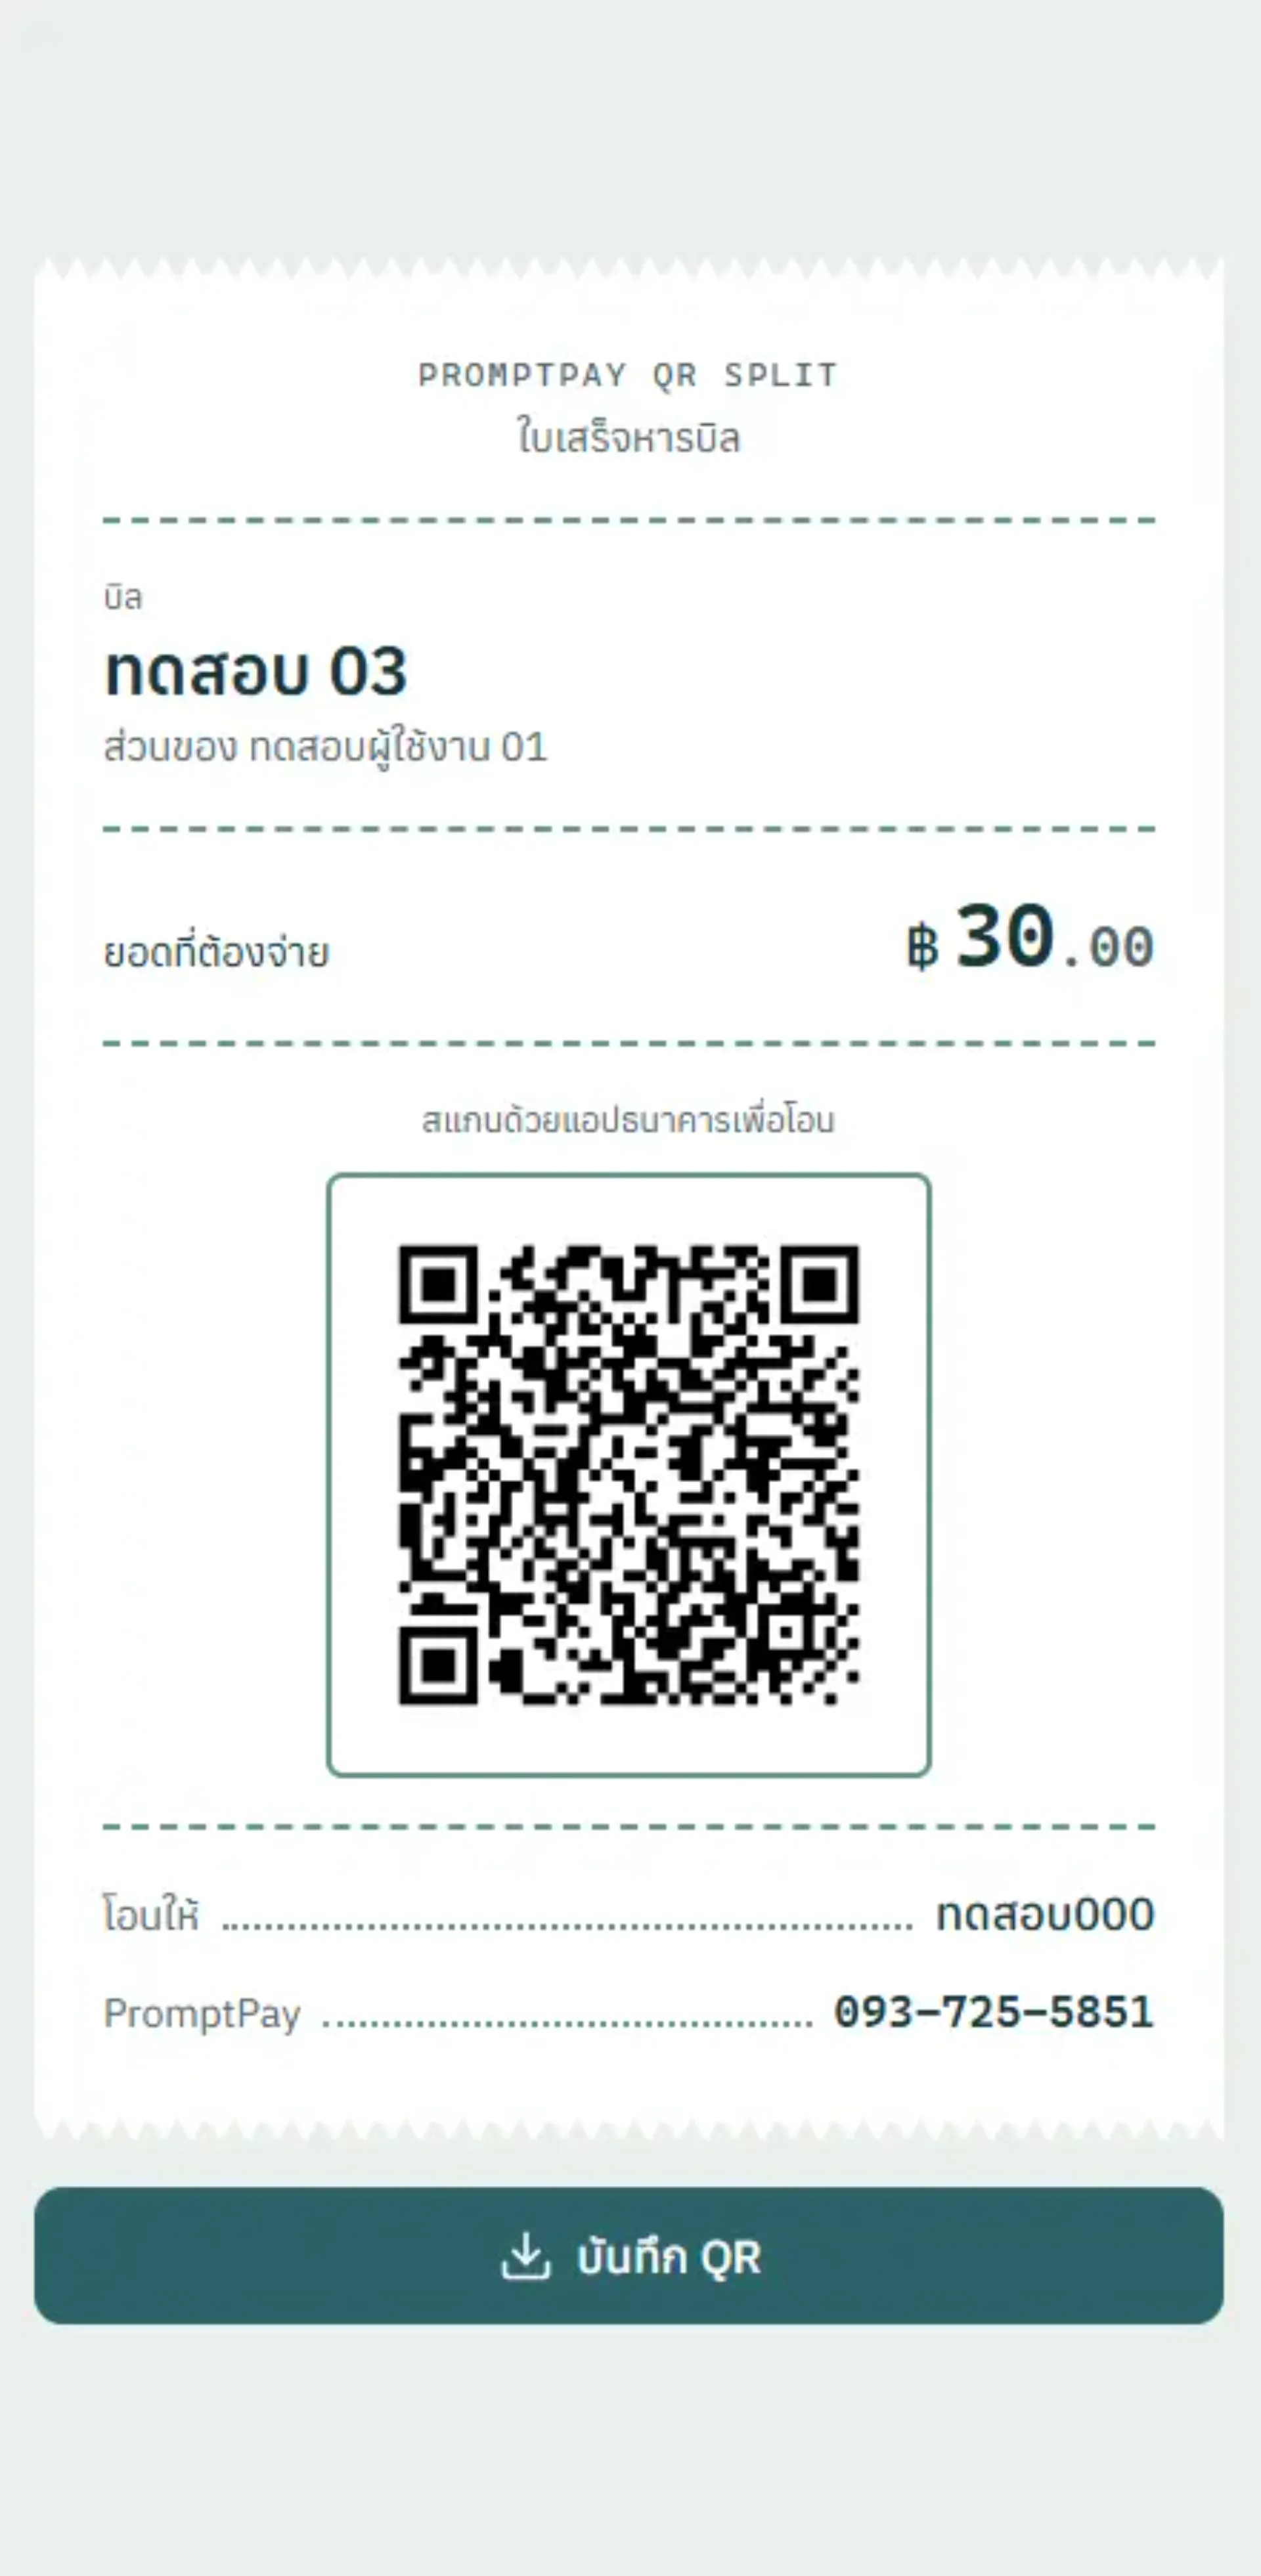 PROMPTPAY QR SPLIT
ใบเสร็จหารบิล
บิล
ทดสอบ 03
ส่วนของ ทดสอบผู้ใช้งาน 01
ยอดที่ต้องจ่าย ฿ 30.00
สแกนด้วยแอปธนาคารเพื่อโอน
โอนให้ ทดสอบ000
PromptPay 093-725-5851
บันทึก QR